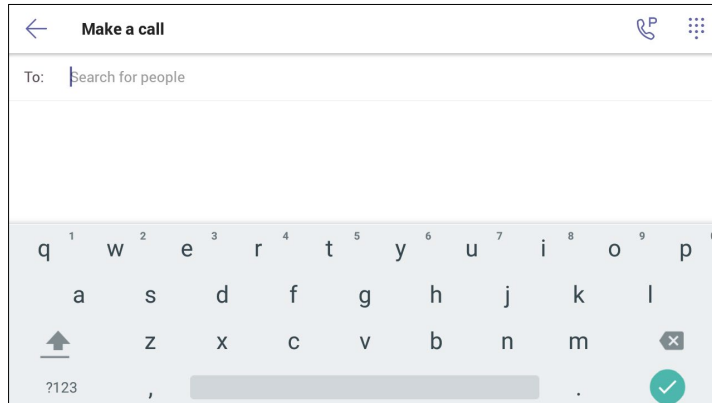 Make a call
P
To: Search for people
q 1 w 2 e 3 r 4 t 5 y 6 u 7 i 8 o 9 p
a s d f g h j k l
z x c v b n m
?123 , .